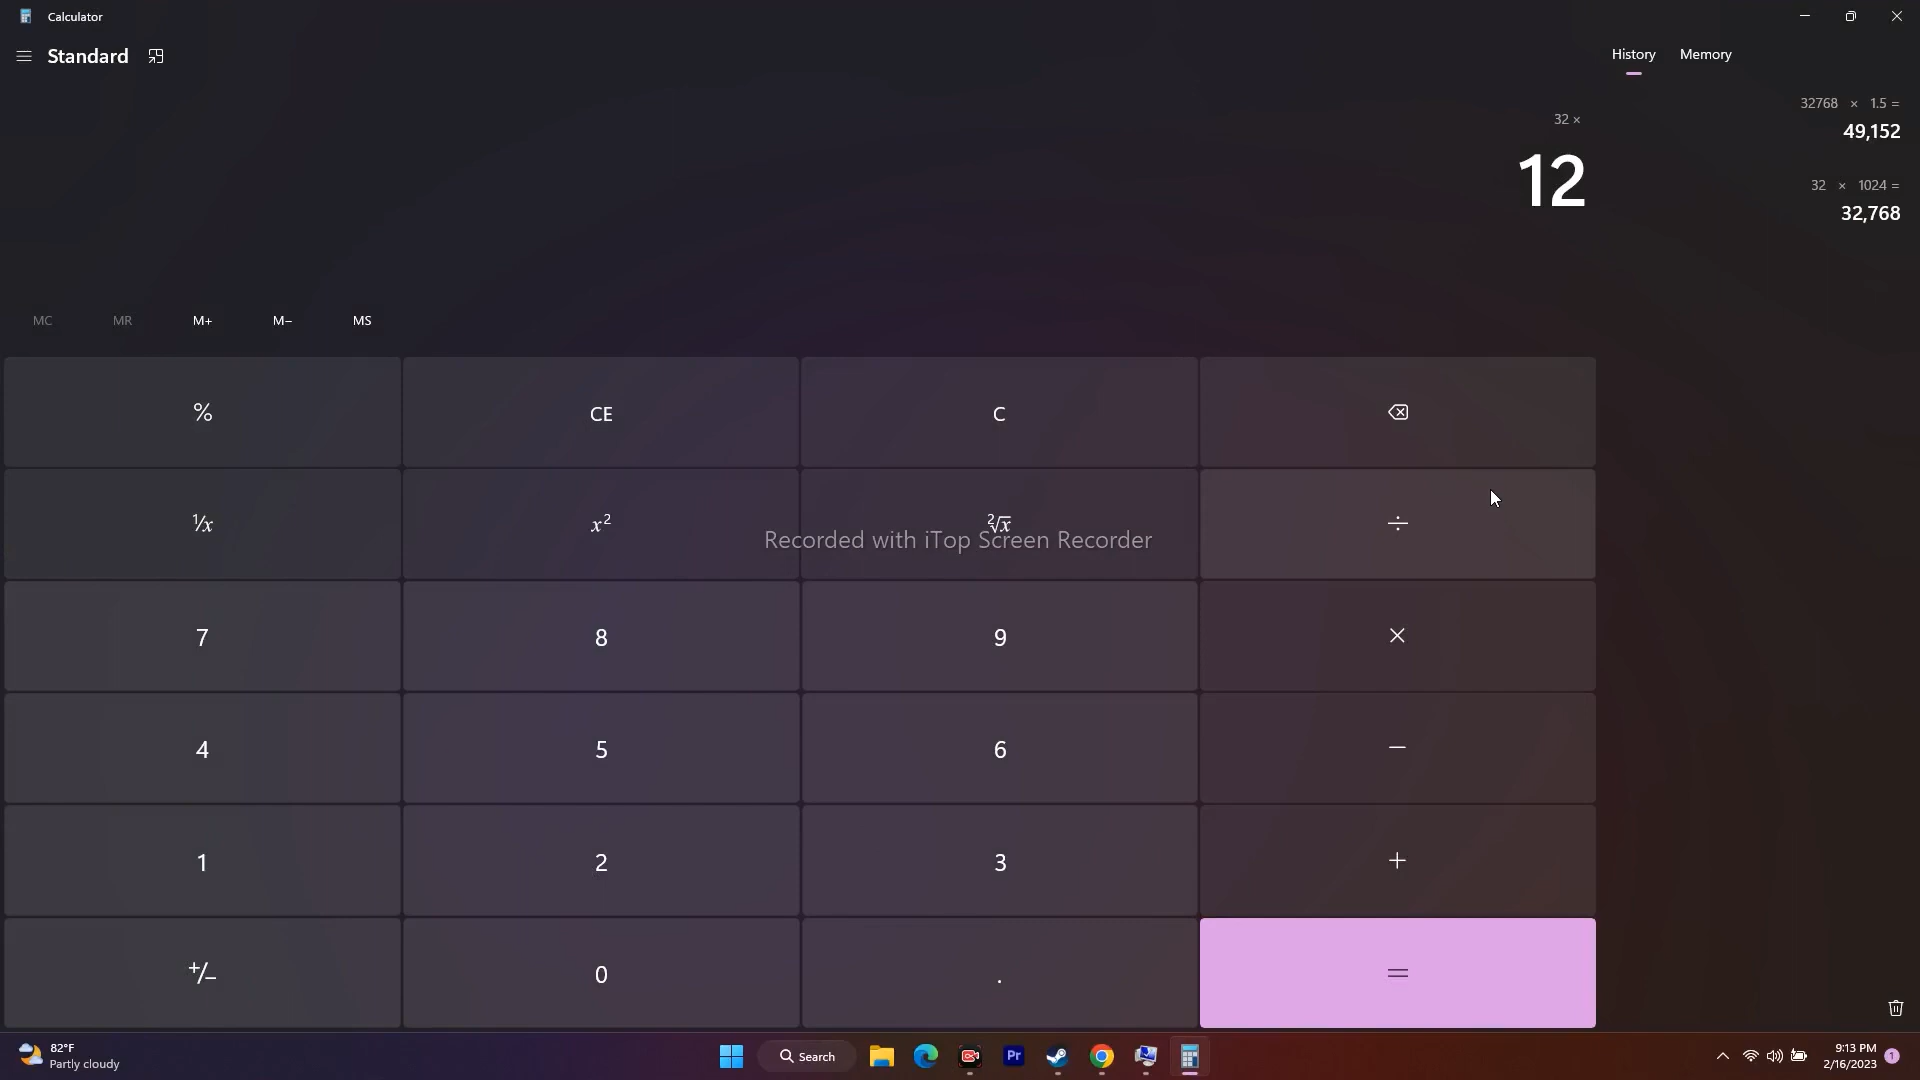 Calculator
Standard
History Memory
32768 × 1.5 =
49,152
32 ×
12
32 × 1024 =
32,768
MC MR M+ M− MS
% CE C
⅟x x² ²√x ÷
Recorded with iTop Screen Recorder
7 8 9 ×
4 5 6 −
1 2 3 +
+/− 0 . =
82°F
Partly cloudy
Search
Pr
9:13 PM
2/16/2023
1